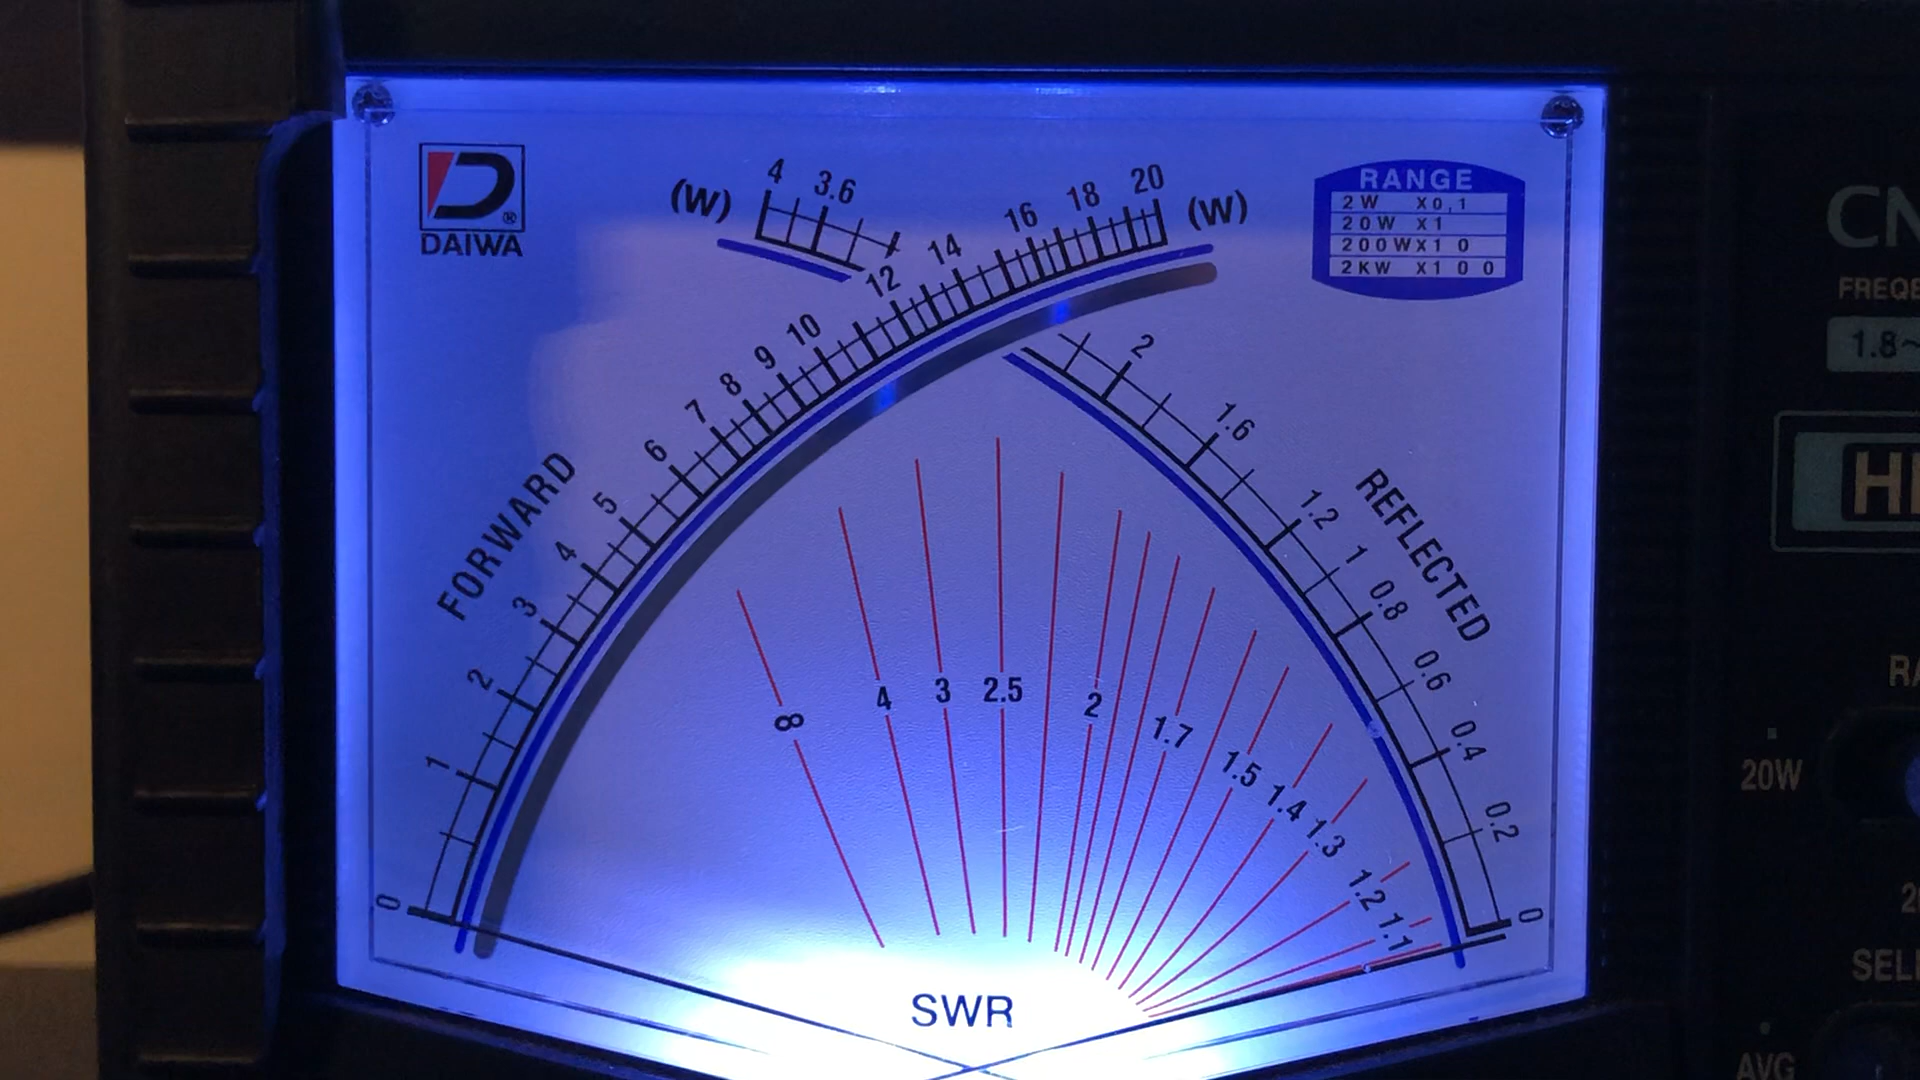 DAIWA
®
(W) 4 3.6
12 14 16 18 20 (W)
RANGE
2W X0,1
20W X1
200W X10
2KW X100
FORWARD
0 1 2 3 4 5 6 7 8 9 10
REFLECTED
2 1.6 1.2 1 0.8 0.6 0.4 0.2 0
∞ 4 3 2.5 2 1.7 1.5 1.4 1.3 1.2 1.1
SWR
CN
FREQE
1.8~
20W
SEL
AVG